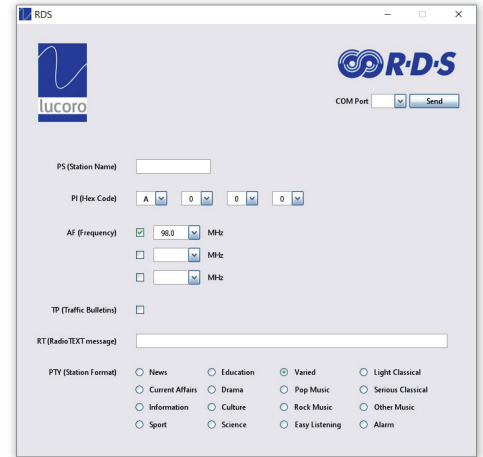 RDS
lucoro
R·D·S
COM Port Send
PS (Station Name)
PI (Hex Code) A 0 0 0
AF (Frequency) 98.0 MHz
MHz
MHz
TP (Traffic Bulletins)
RT (RadioTEXT message)
PTY (Station Format) News Education Varied Light Classical
Current Affairs Drama Pop Music Serious Classical
Information Culture Rock Music Other Music
Sport Science Easy Listening Alarm